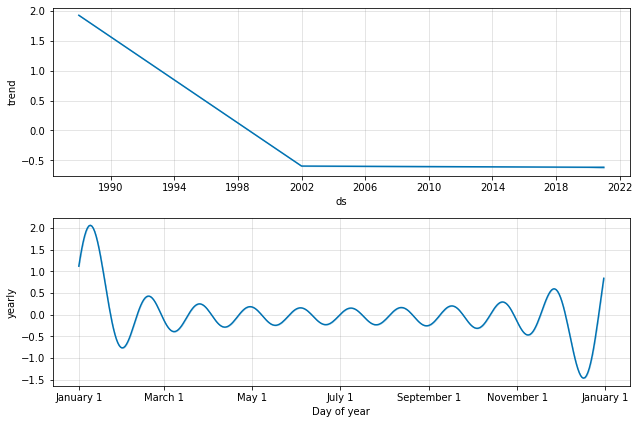 2.0
1.5
1.0
0.5
0.0
−0.5
trend
1990 1994 1998 2002 2006 2010 2014 2018 2022
ds
2.0
1.5
1.0
0.5
0.0
−0.5
−1.0
−1.5
yearly
January 1 March 1 May 1 July 1 September 1 November 1 January 1
Day of year